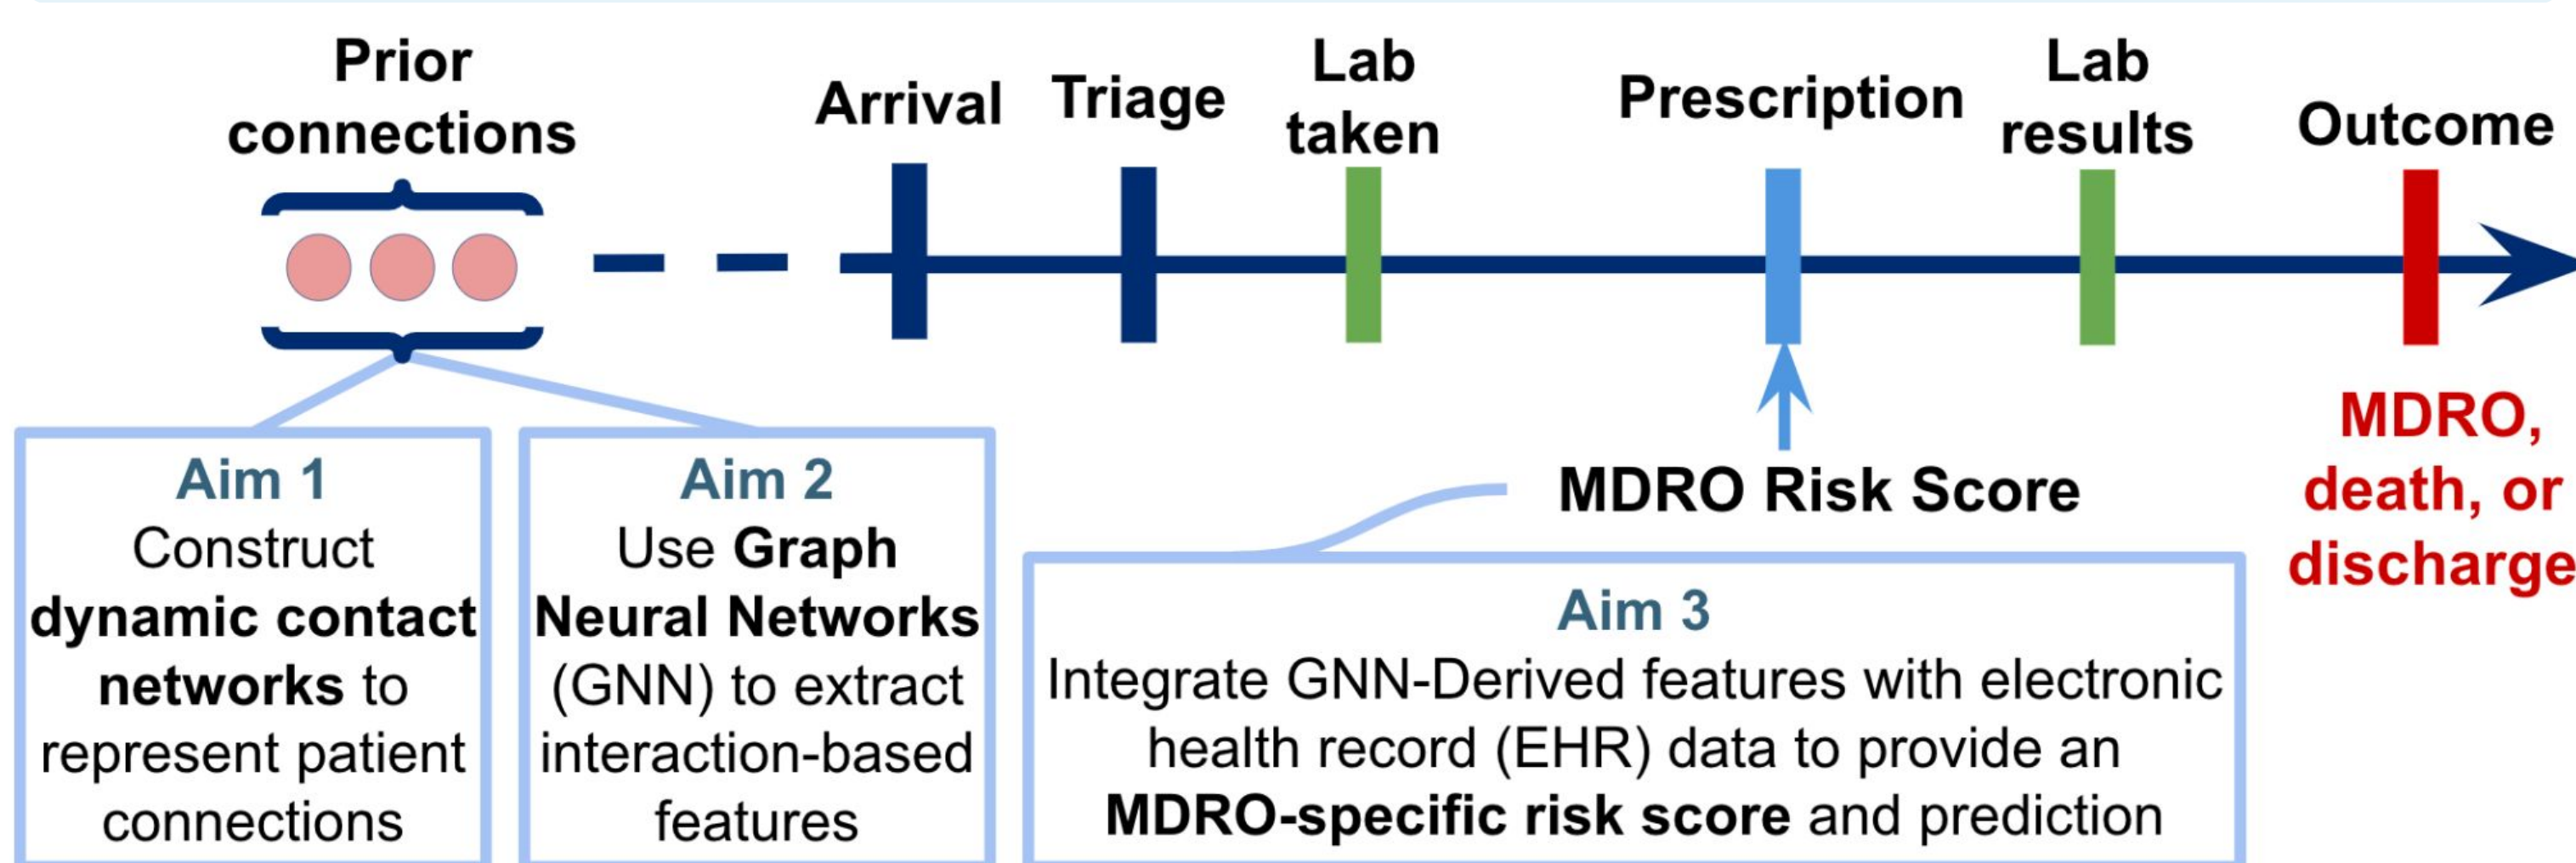 Prior
connections
Arrival
Triage
Lab
taken
Prescription
Lab
results
Outcome
MDRO,
death, or
discharge
MDRO Risk Score
Aim 1
Construct
dynamic contact
networks to
represent patient
connections
Aim 2
Use Graph
Neural Networks
(GNN) to extract
interaction-based
features
Aim 3
Integrate GNN-Derived features with electronic
health record (EHR) data to provide an
MDRO-specific risk score and prediction